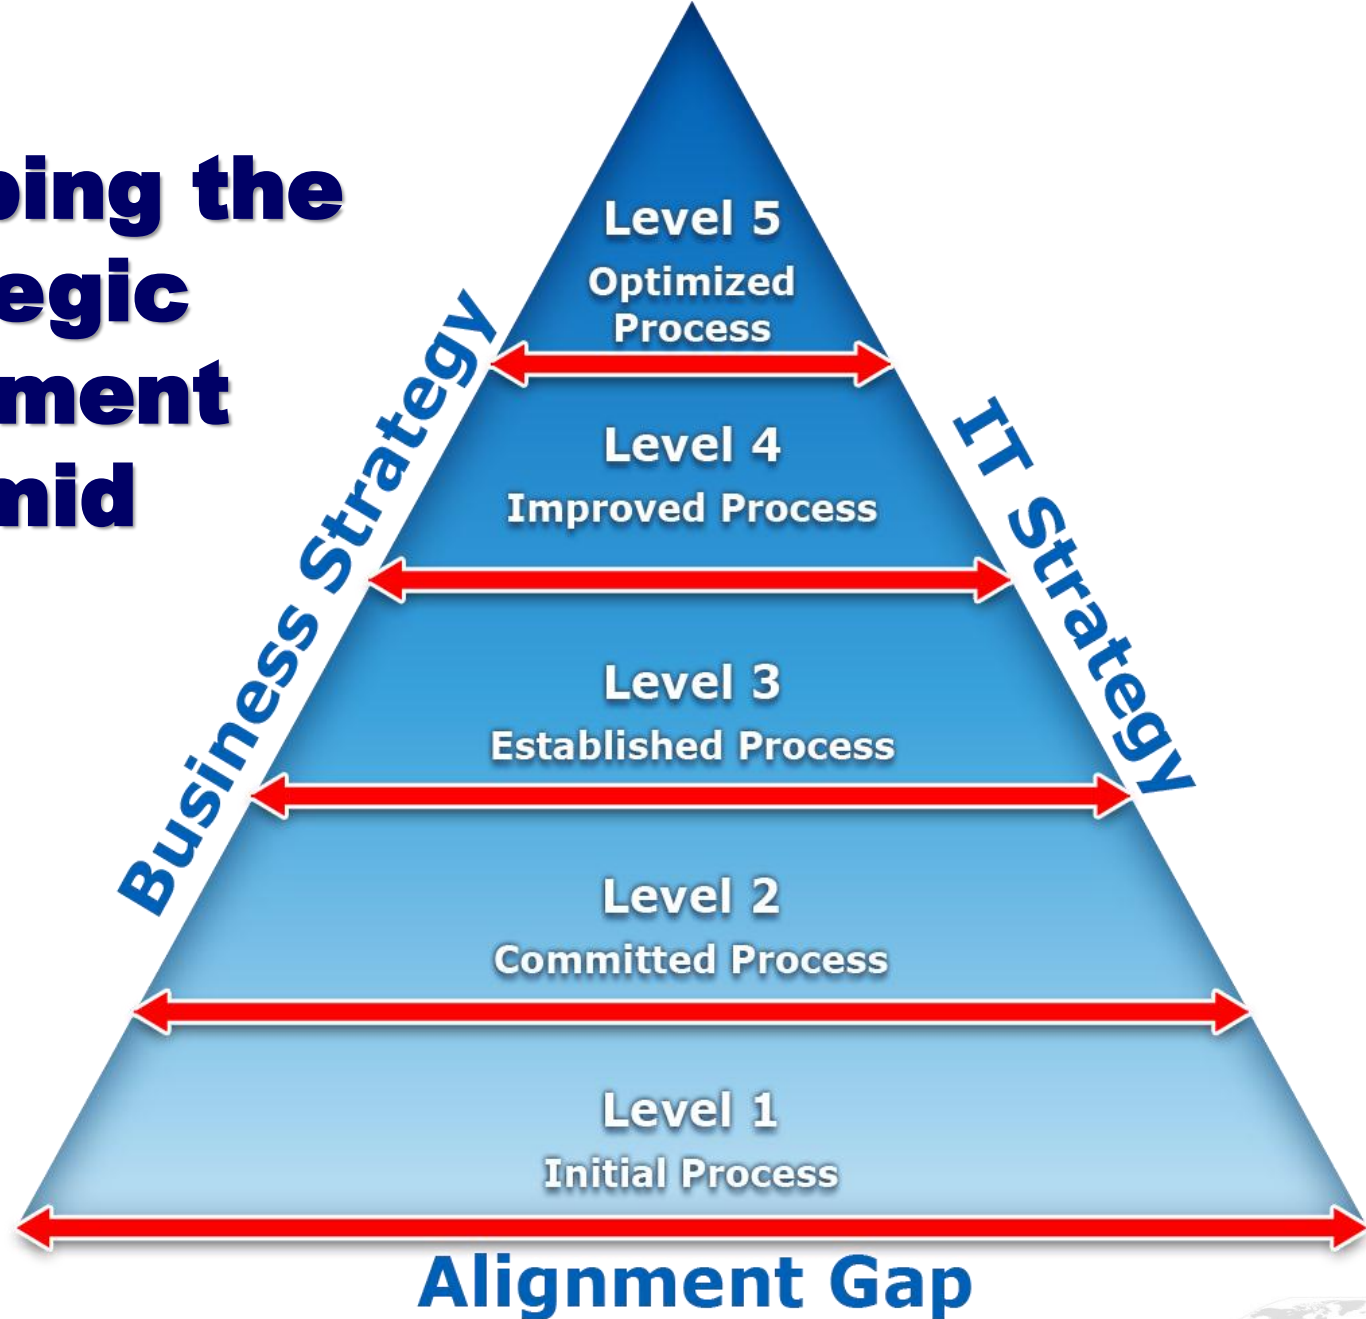 ping the
egic
ment
mid
Level 5
Optimized
Process
Business Strategy
IT Strategy
Level 4
Improved Process
Level 3
Established Process
Level 2
Committed Process
Level 1
Initial Process
Alignment Gap